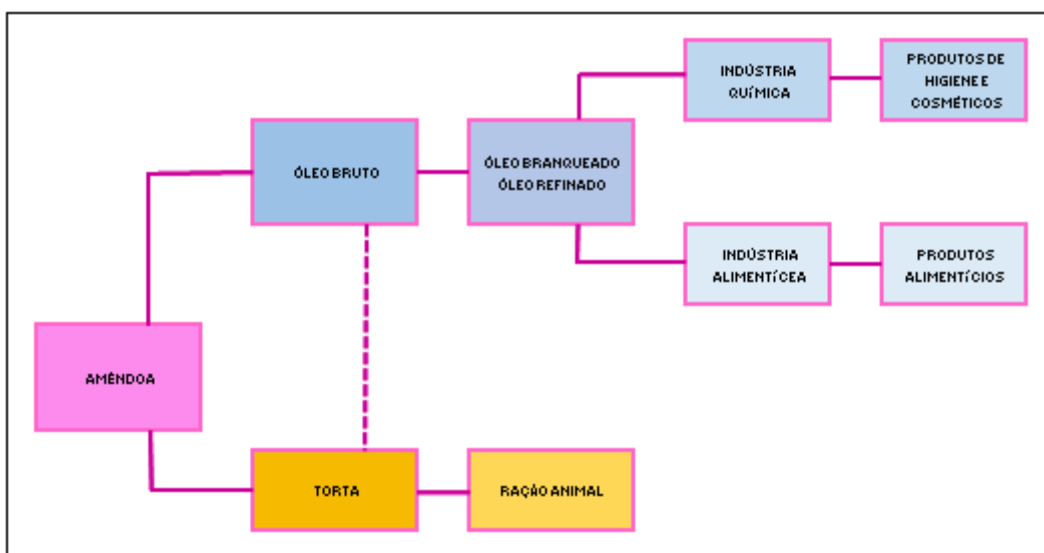 INDÚSTRIA
QUÍMICA
PRODUTOS DE
HIGIENE E
COSMÉTICOS
ÓLEO BRUTO
ÓLEO BRANQUEADO
ÓLEO REFINADO
INDÚSTRIA
ALIMENTÍCEA
PRODUTOS
ALIMENTÍCIOS
AMÊNDOA
TORTA
RAÇÃO ANIMAL